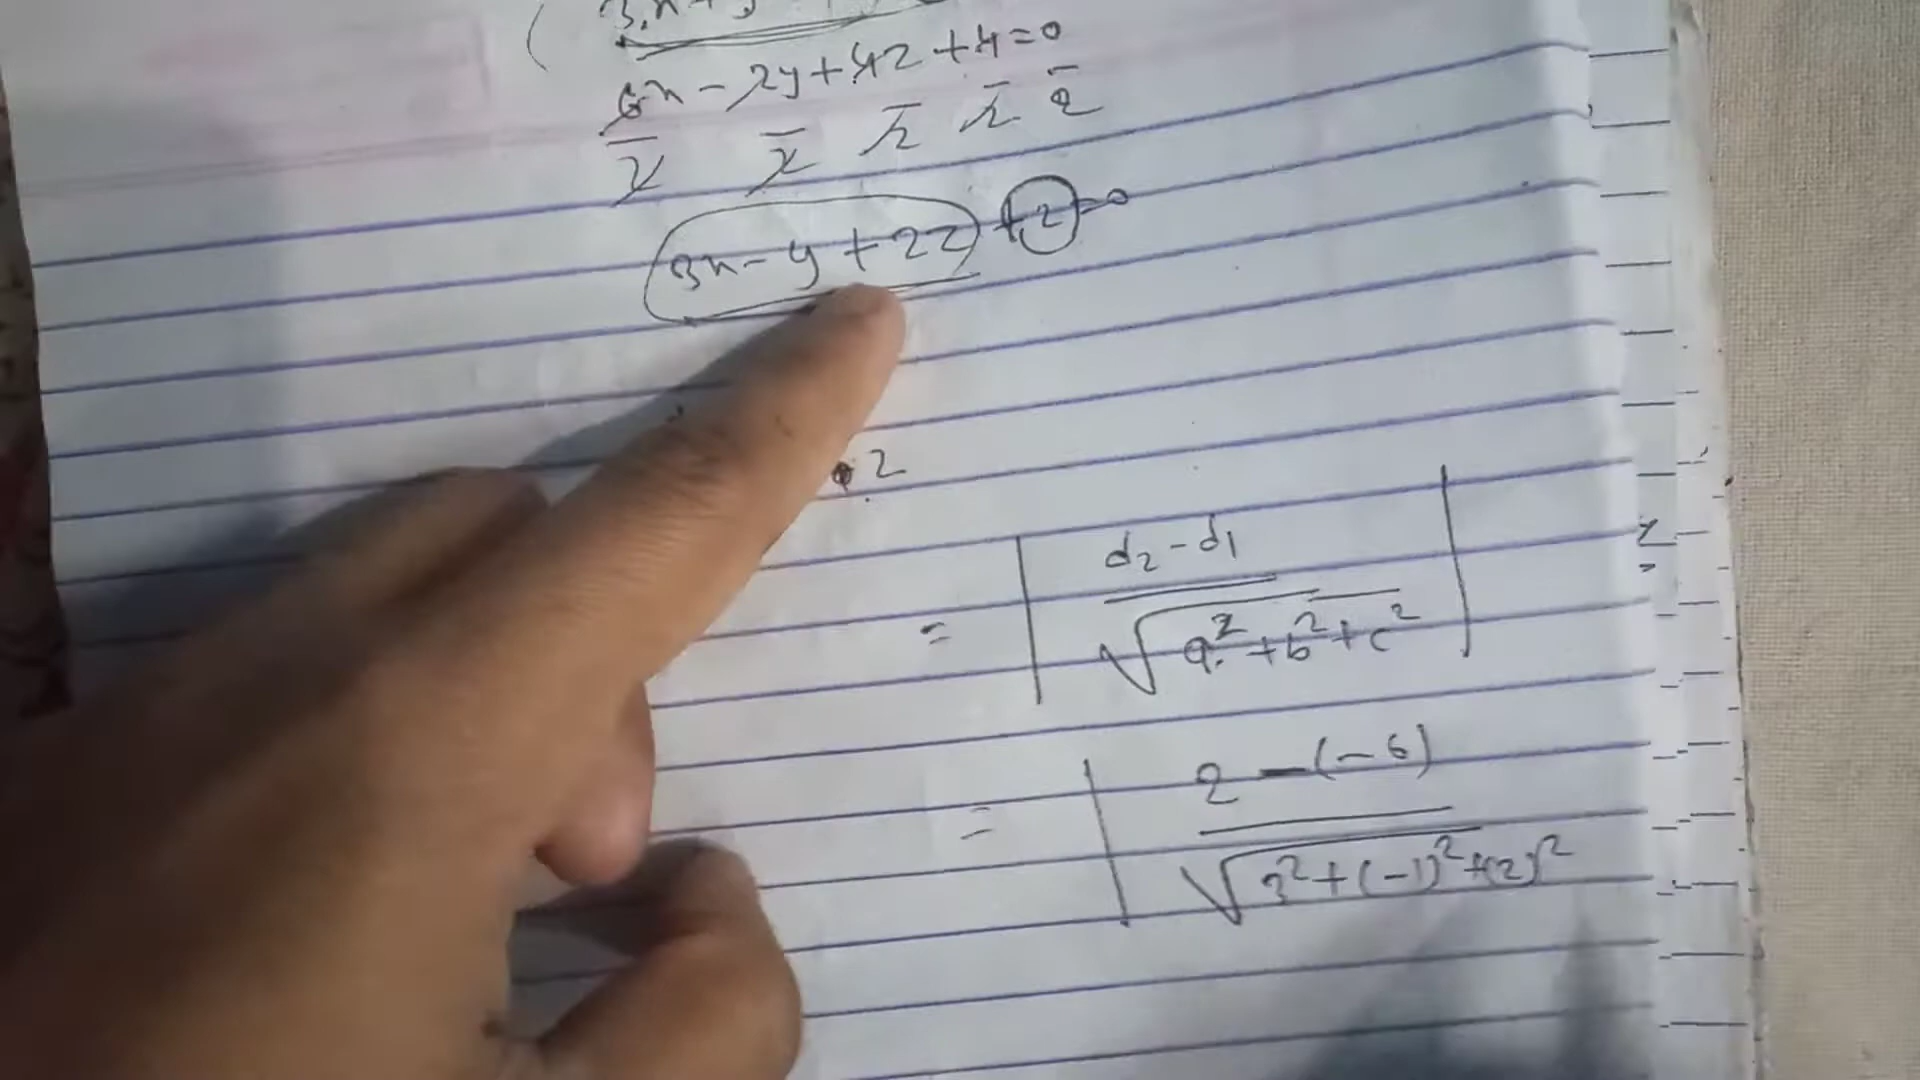 6x - 2y + 4z + 4 = 0
2 2 2 2 2
3x - y + 2z + 2 = 0
2
= | d2 - d1 / √a² + b² + c² |
= | 2 - (-6) / √3² + (-1)² + (2)²